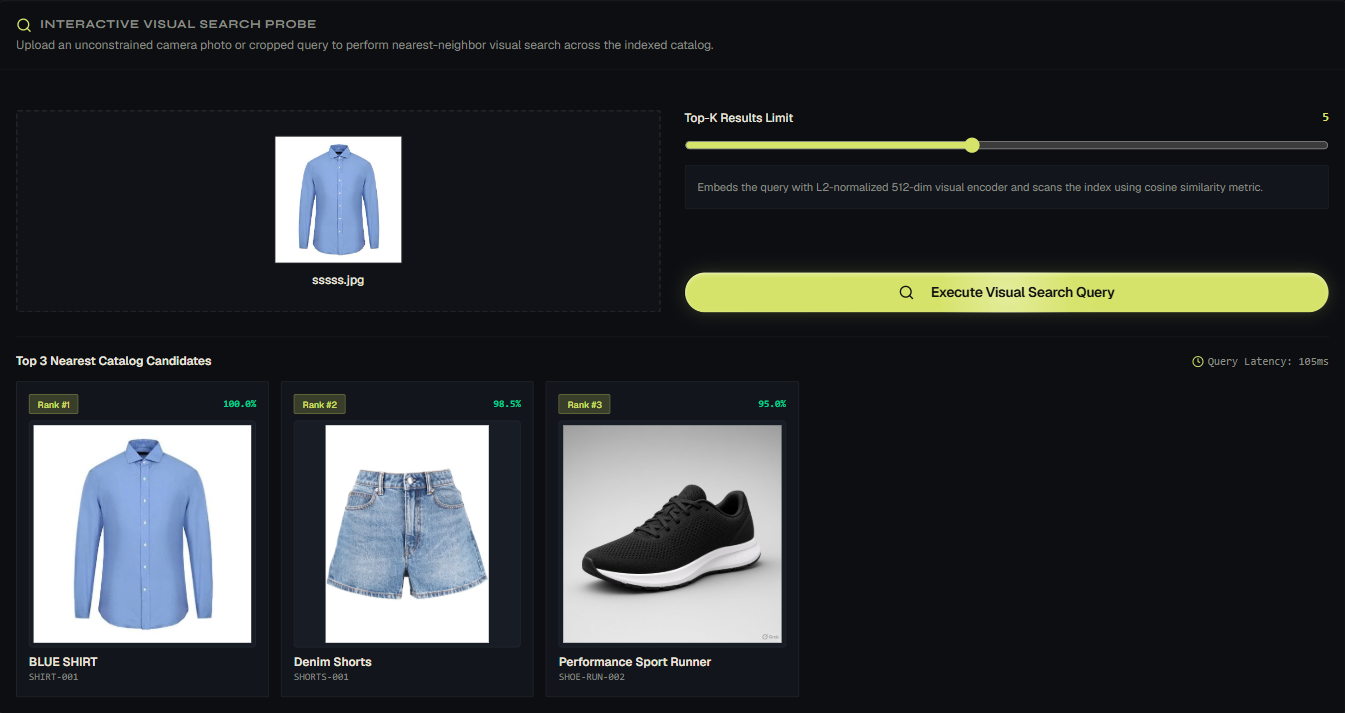 INTERACTIVE VISUAL SEARCH PROBE
Upload an unconstrained camera photo or cropped query to perform nearest-neighbor visual search across the indexed catalog.
sssss.jpg
Top-K Results Limit
5
Embeds the query with L2-normalized 512-dim visual encoder and scans the index using cosine similarity metric.
Execute Visual Search Query
Top 3 Nearest Catalog Candidates
Query Latency: 105ms
Rank #1
100.0%
BLUE SHIRT
SHIRT-001
Rank #2
98.5%
Denim Shorts
SHORTS-001
Rank #3
95.0%
Performance Sport Runner
SHOE-RUN-002